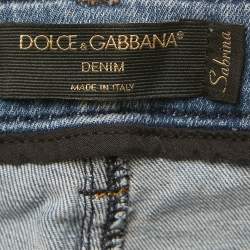 DOLCE & GABBANA
DENIM
MADE IN ITALY
Sabrina